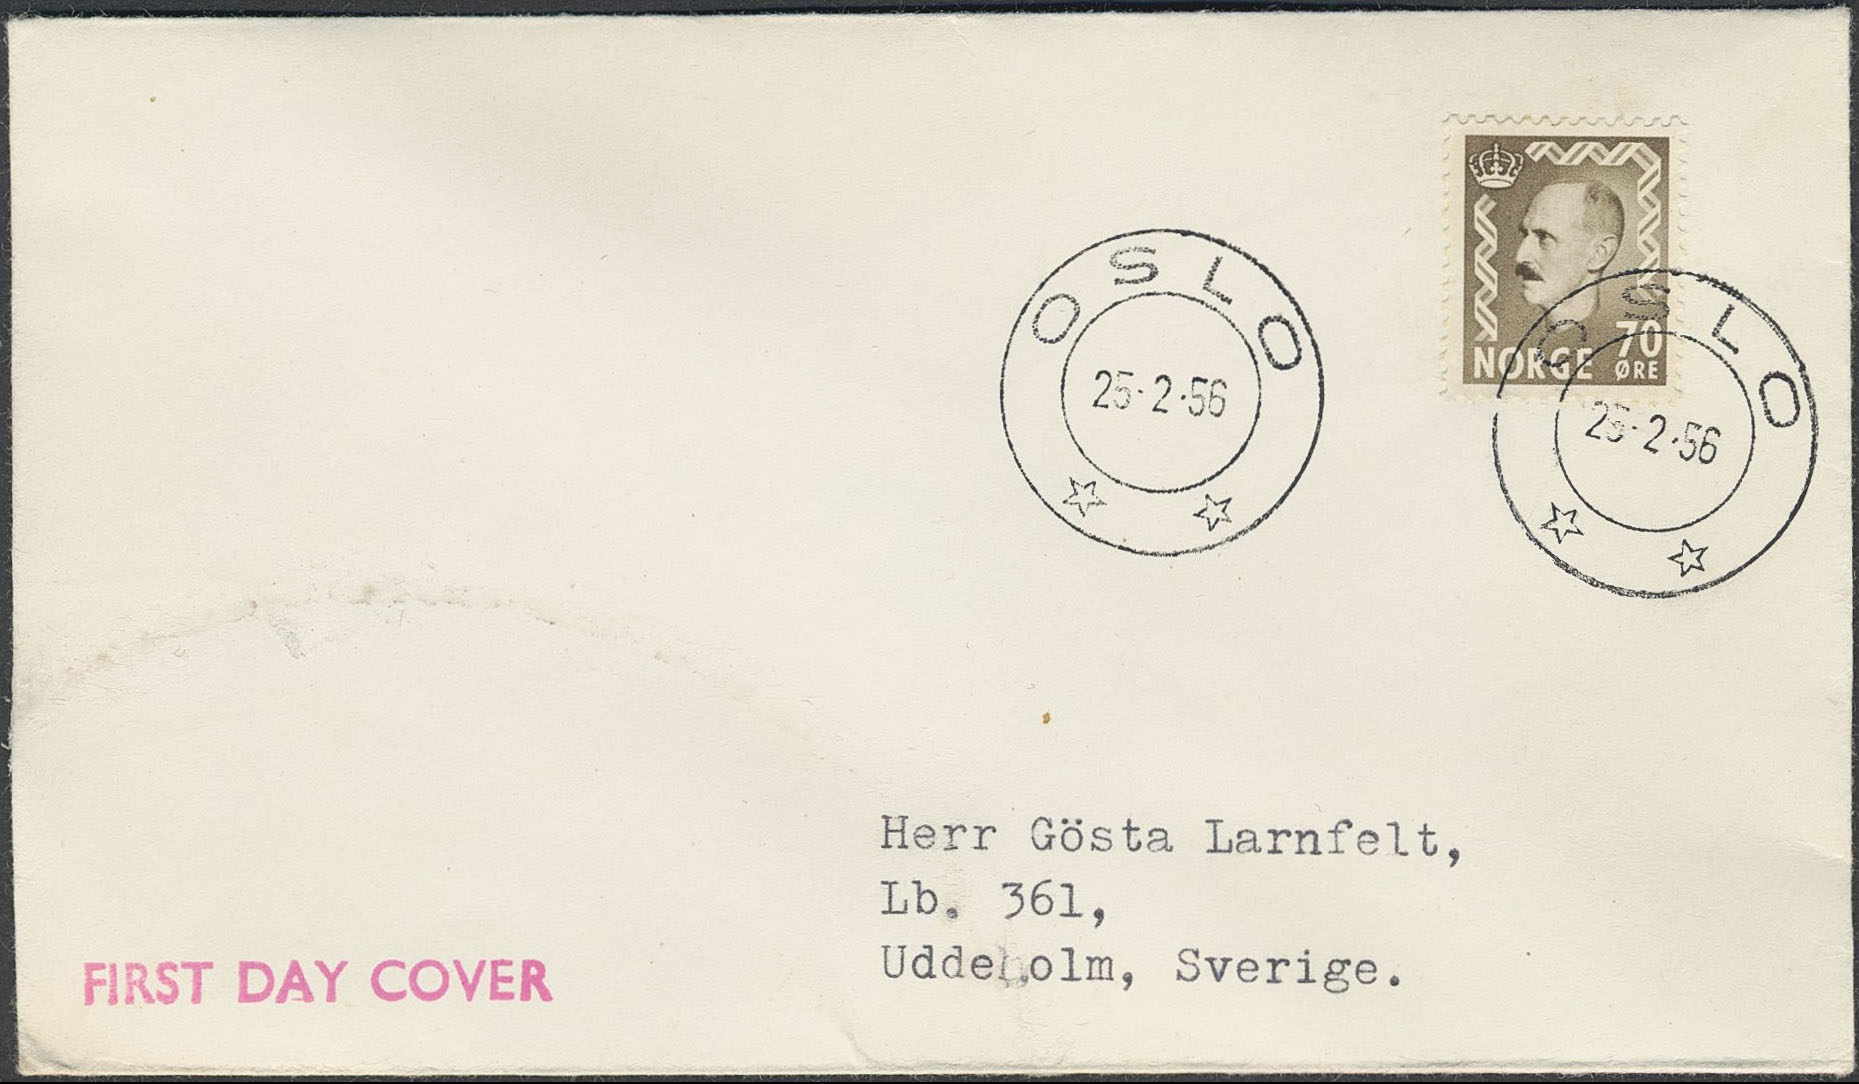 OSLO
25·2·56
NORGE 70 ØRE
OSLO
25·2·56
Herr Gösta Larnfelt,
Lb. 361,
Uddeholm, Sverige.
FIRST DAY COVER